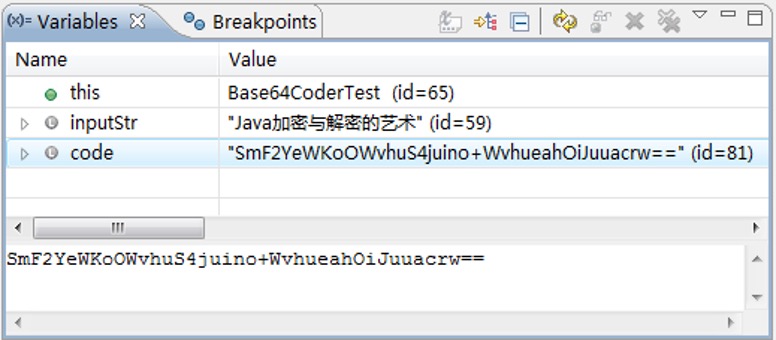 (x)= Variables Breakpoints
Name Value
this Base64CoderTest (id=65)
inputStr "Java加密与解密的艺术" (id=59)
code "SmF2YeWKoOWvhuS4juino+WvhueahOiJuuacrw==" (id=81)
SmF2YeWKoOWvhuS4juino+WvhueahOiJuuacrw==